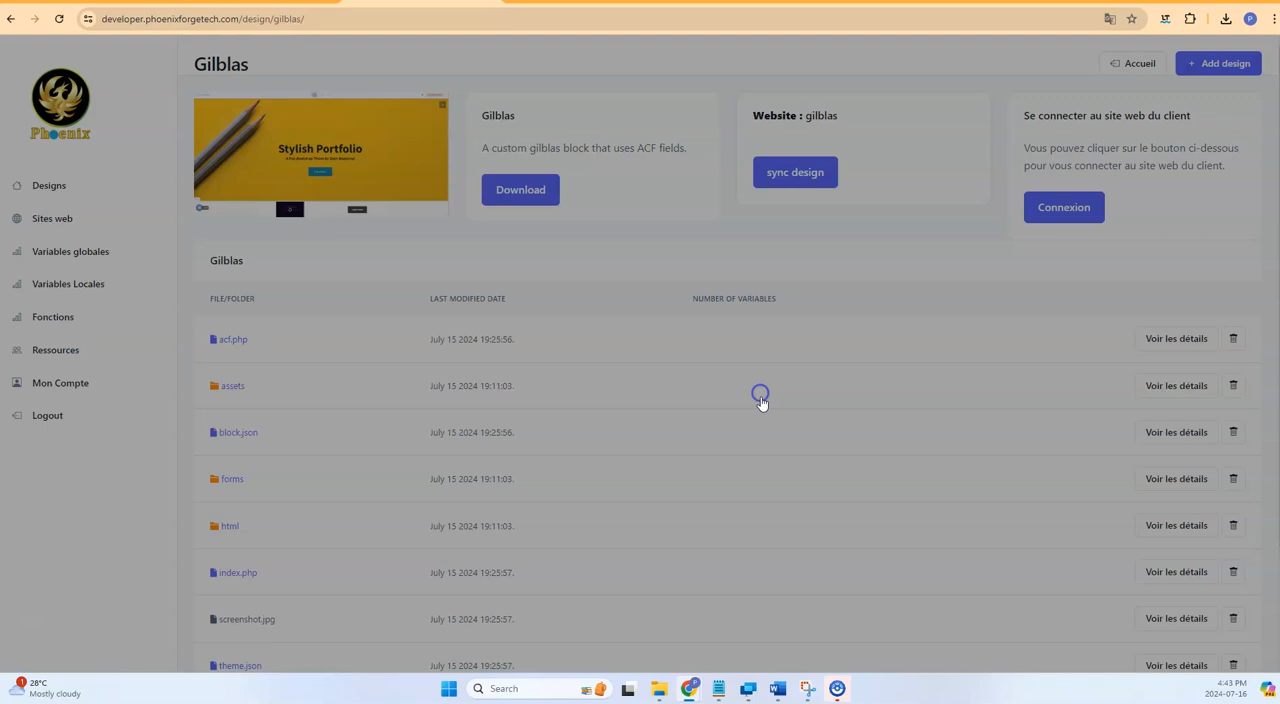 developer.phoenixforgetech.com/design/gilblas/
Phoenix
Designs
Sites web
Variables globales
Variables Locales
Fonctions
Ressources
Mon Compte
Logout
Gilblas
Accueil
+ Add design
Stylish Portfolio
Gilblas
A custom gilblas block that uses ACF fields.
Download
Website : gilblas
sync design
Se connecter au site web du client
Vous pouvez cliquer sur le bouton ci-dessous
pour vous connecter au site web du client.
Connexion
Gilblas
FILE/FOLDER LAST MODIFIED DATE NUMBER OF VARIABLES
acf.php July 15 2024 19:25:56. Voir les détails
assets July 15 2024 19:11:03. Voir les détails
block.json July 15 2024 19:25:56. Voir les détails
forms July 15 2024 19:11:03. Voir les détails
html July 15 2024 19:11:03. Voir les détails
index.php July 15 2024 19:25:57. Voir les détails
screenshot.jpg July 15 2024 19:25:57. Voir les détails
theme.json July 15 2024 19:25:57. Voir les détails
1
28°C
Mostly cloudy
Search
4:43 PM
2024-07-16